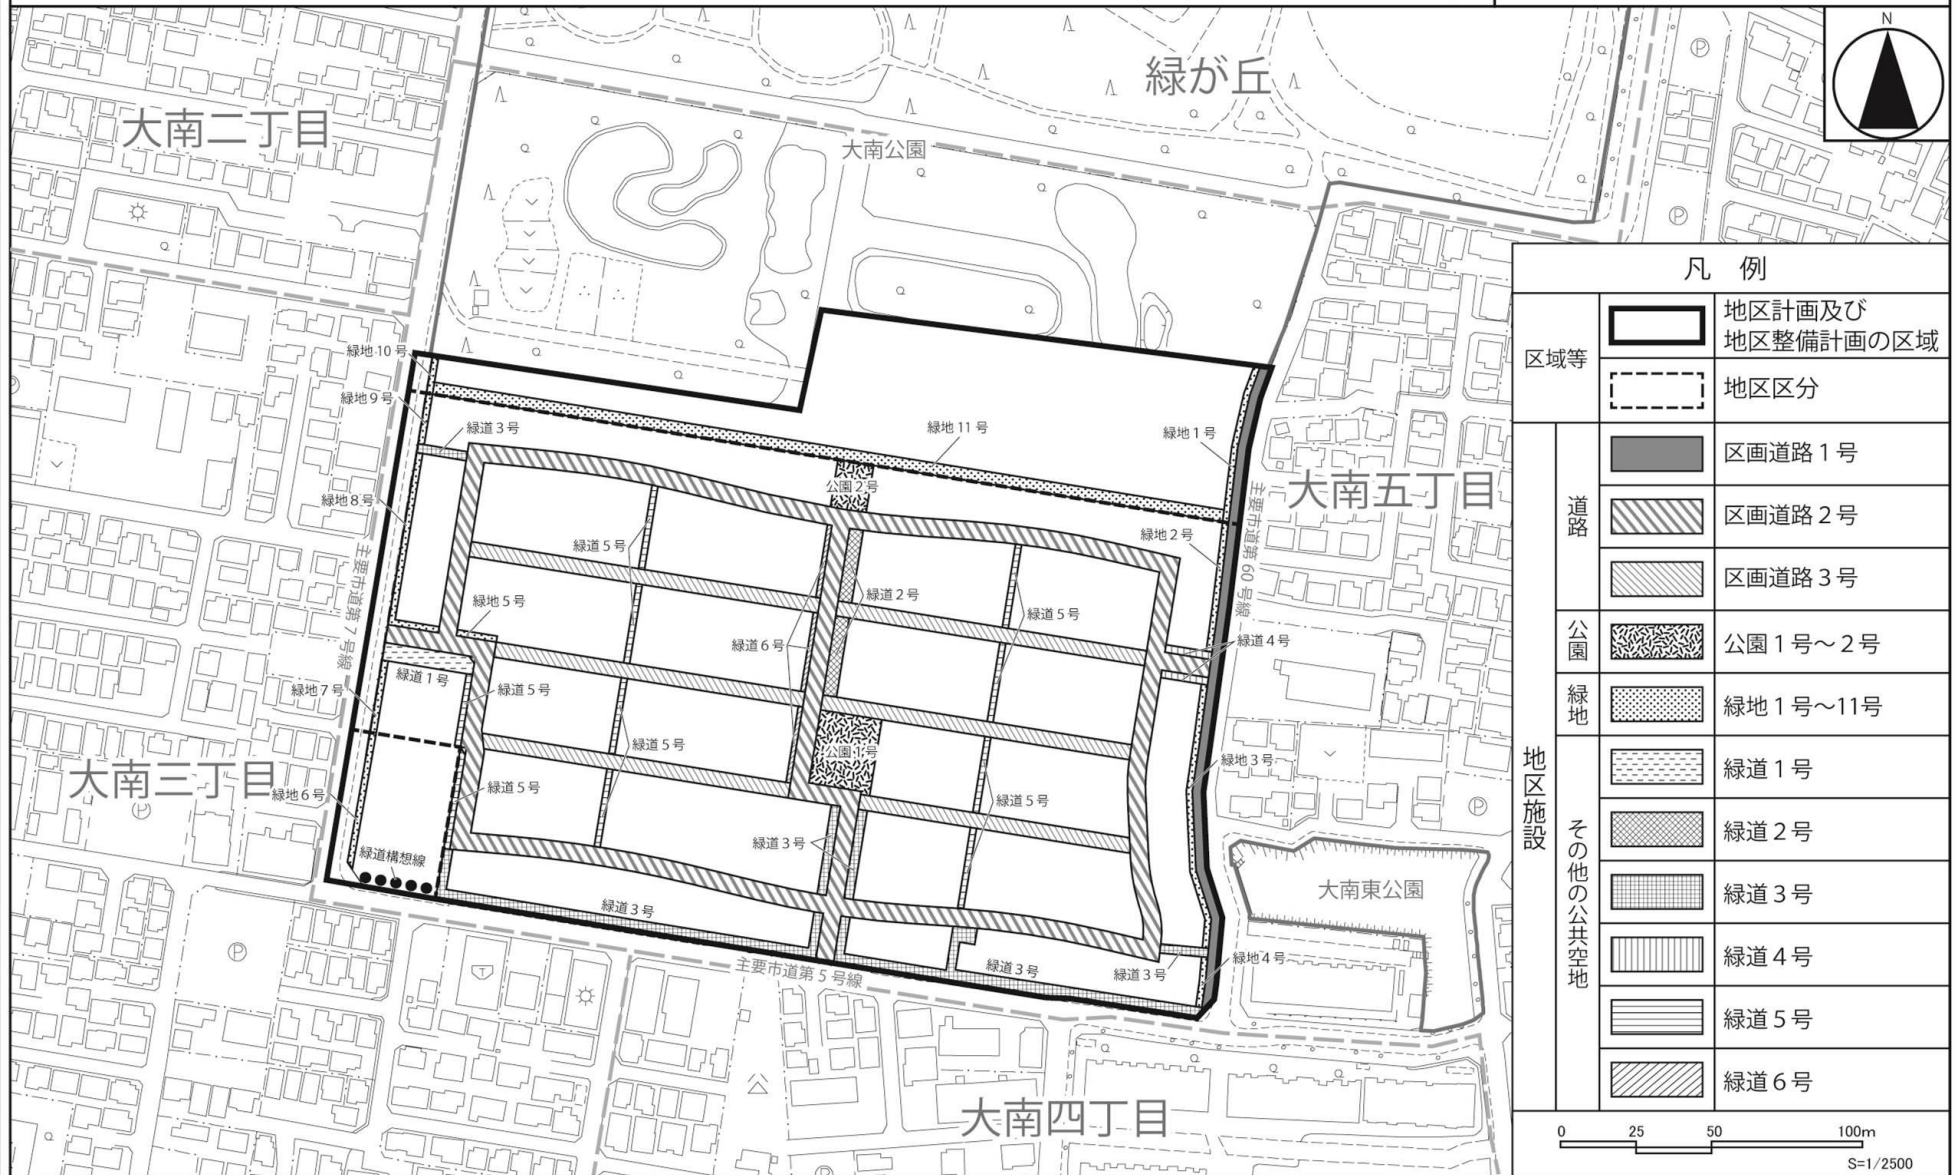 N
緑が丘
大南二丁目
大南公園
凡 例
区域等
地区計画及び
地区整備計画の区域
地区区分
地区施設
道路
区画道路1号
区画道路2号
区画道路3号
公園
公園1号～2号
緑地
緑地1号～11号
その他の公共空地
緑道1号
緑道2号
緑道3号
緑道4号
緑道5号
緑道6号
0 25 50 100m
S=1/2500
緑地10号
緑地9号
緑道3号
緑地11号
緑地1号
公園2号
大南五丁目
緑地8号
主要市道第60号線
緑地2号
緑道5号
主要市道第7号線
緑道2号
緑地5号
緑道5号
緑道6号
緑道4号
緑道1号
緑地7号
緑道5号
緑道5号
公園1号
緑地3号
大南三丁目
緑地6号
緑道5号
緑道5号
緑道3号
緑道構想線
大南東公園
緑道3号
緑道3号
緑道3号
緑地4号
主要市道第5号線
大南四丁目
P
P
P
P
P
T